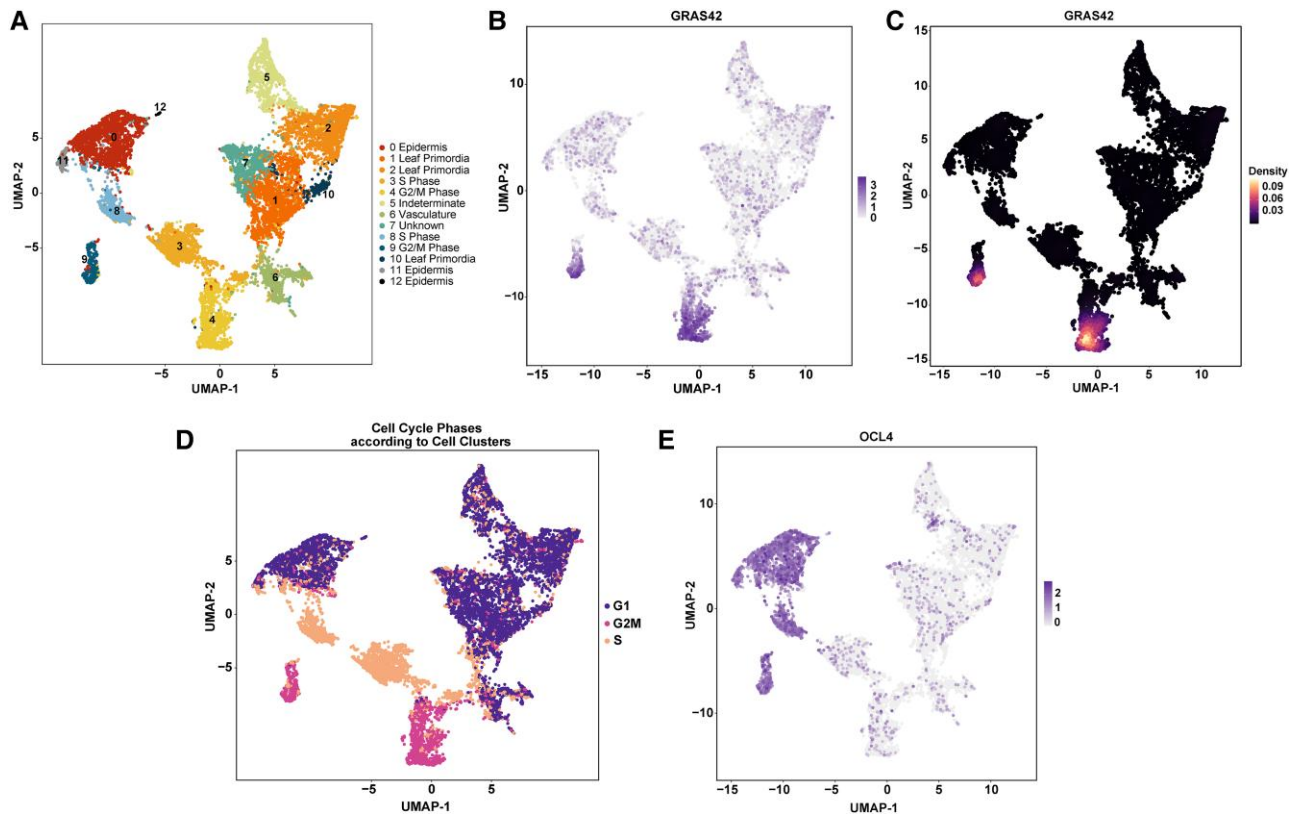 A
12
5
0
2
11
7
3
1
10
8
3
9
6
1
4
5
0
−5
−5
0
5
UMAP-2
UMAP-1
0 Epidermis
1 Leaf Primordia
2 Leaf Primordia
3 S Phase
4 G2/M Phase
5 Indeterminate
6 Vasculature
7 Unknown
8 S Phase
9 G2/M Phase
10 Leaf Primordia
11 Epidermis
12 Epidermis
B
GRAS42
10
0
−10
−15
−10
−5
0
5
10
UMAP-2
UMAP-1
3
2
1
0
C
GRAS42
15
10
5
0
−5
−10
−15
−15
−10
−5
0
5
10
UMAP-2
UMAP-1
Density
0.09
0.06
0.03
D
Cell Cycle Phases
according to Cell Clusters
5
0
−5
−5
0
5
UMAP-2
UMAP-1
G1
G2M
S
E
OCL4
10
0
−10
−15
−10
−5
0
5
10
UMAP-2
UMAP-1
2
1
0